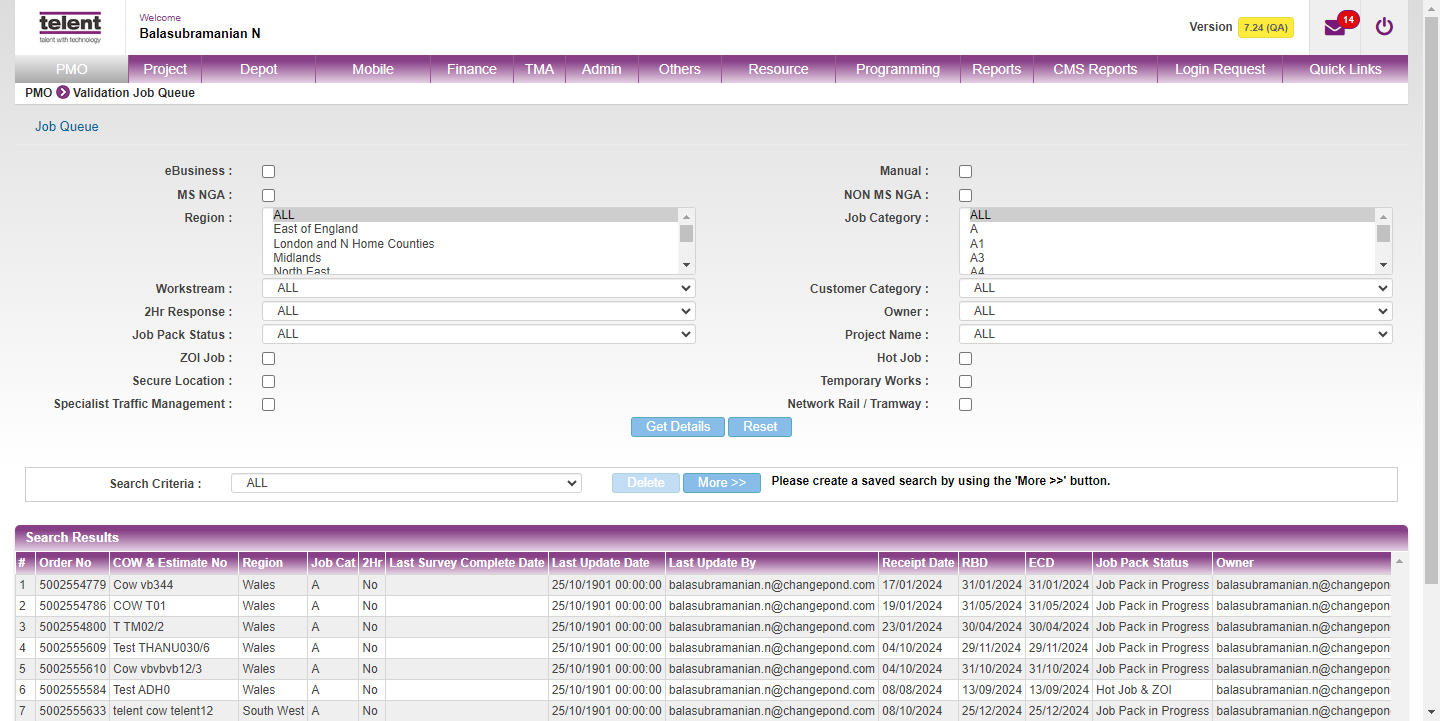 telent
talent with technology
Welcome
Balasubramanian N
Version 7.24 (QA) 14
PMO Project Depot Mobile Finance TMA Admin Others Resource Programming Reports CMS Reports Login Request Quick Links
PMO Validation Job Queue
Job Queue
eBusiness : Manual :
MS NGA : NON MS NGA :
Region : ALL Job Category : ALL
East of England A
London and N Home Counties A1
Midlands A3
North East A4
Workstream : ALL Customer Category : ALL
2Hr Response : ALL Owner : ALL
Job Pack Status : ALL Project Name : ALL
ZOI Job : Hot Job :
Secure Location : Temporary Works :
Specialist Traffic Management : Network Rail / Tramway :
Get Details Reset
Search Criteria : ALL Delete More >> Please create a saved search by using the 'More >>' button.
Search Results
# Order No COW & Estimate No Region Job Cat 2Hr Last Survey Complete Date Last Update Date Last Update By Receipt Date RBD ECD Job Pack Status Owner
1 5002554779 Cow vb344 Wales A No 25/10/1901 00:00:00 balasubramanian.n@changepond.com 17/01/2024 31/01/2024 31/01/2024 Job Pack in Progress balasubramanian.n@changepon
2 5002554786 COW T01 Wales A No 25/10/1901 00:00:00 balasubramanian.n@changepond.com 19/01/2024 31/05/2024 31/05/2024 Job Pack in Progress balasubramanian.n@changepon
3 5002554800 T TM02/2 Wales A No 25/10/1901 00:00:00 balasubramanian.n@changepond.com 23/01/2024 30/04/2024 30/04/2024 Job Pack in Progress balasubramanian.n@changepon
4 5002555609 Test THANU030/6 Wales A No 25/10/1901 00:00:00 balasubramanian.n@changepond.com 04/10/2024 29/11/2024 29/11/2024 Job Pack in Progress balasubramanian.n@changepon
5 5002555610 Cow vbvbvb12/3 Wales A No 25/10/1901 00:00:00 balasubramanian.n@changepond.com 04/10/2024 31/10/2024 31/10/2024 Job Pack in Progress balasubramanian.n@changepon
6 5002555584 Test ADH0 Wales A No 25/10/1901 00:00:00 balasubramanian.n@changepond.com 08/08/2024 13/09/2024 13/09/2024 Hot Job & ZOI balasubramanian.n@changepon
7 5002555633 telent cow telent12 South West A No 25/10/1901 00:00:00 balasubramanian.n@changepond.com 08/10/2024 25/12/2024 25/12/2024 Job Pack in Progress balasubramanian.n@changepon